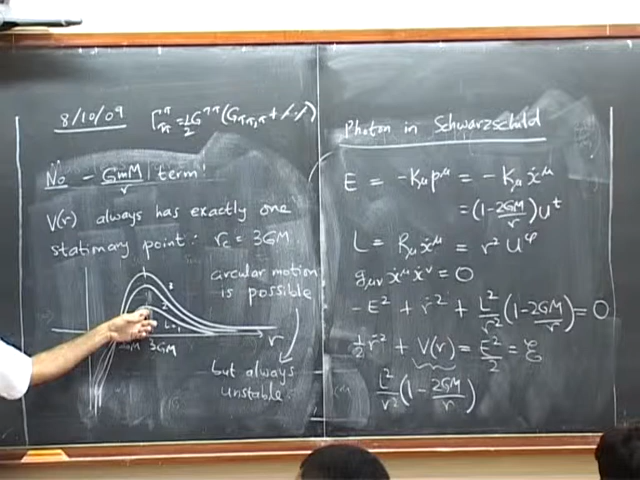 8/10/09
No - GmM/r term!
V(r) always has exactly one
stationary point: r_c = 3GM
circular motion
is possible
r
3GM
but always
unstable
Photon in Schwarzschild
E = -K_μ p^μ = -K_μ ẋ^μ
= (1-2GM/r) u^t
L = R_μ ẋ^μ = r² u^φ
g_μν ẋ^μ ẋ^ν = 0
-E² + ṙ² + L²/r² (1-2GM/r) = 0
½ ṙ² + V(r) = E²/2 = ℰ
L²/r² (1-2GM/r)